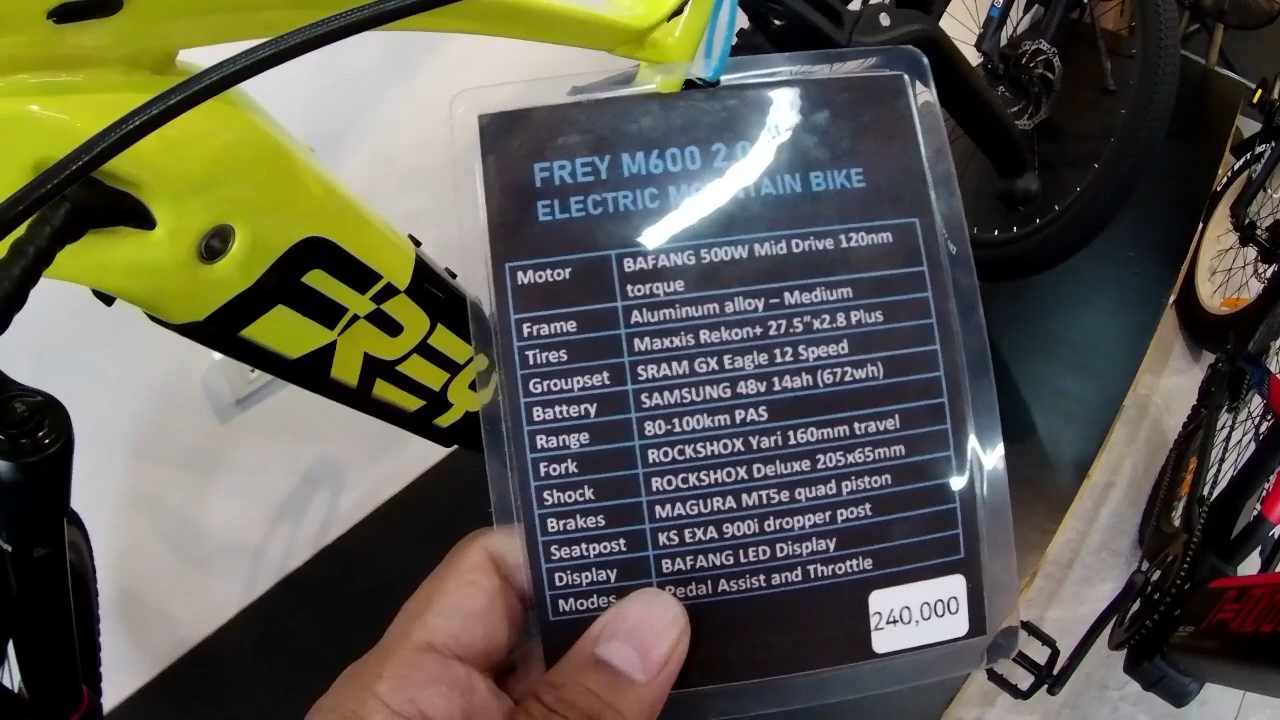 FREY
FREY M600 2.0
ELECTRIC MOUNTAIN BIKE
Motor BAFANG 500W Mid Drive 120nm
torque
Frame Aluminum alloy – Medium
Tires Maxxis Rekon+ 27.5"x2.8 Plus
Groupset SRAM GX Eagle 12 Speed
Battery SAMSUNG 48v 14ah (672wh)
Range 80-100km PAS
Fork ROCKSHOX Yari 160mm travel
Shock ROCKSHOX Deluxe 205x65mm
Brakes MAGURA MT5e quad piston
Seatpost KS EXA 900i dropper post
Display BAFANG LED Display
Modes Pedal Assist and Throttle
240,000